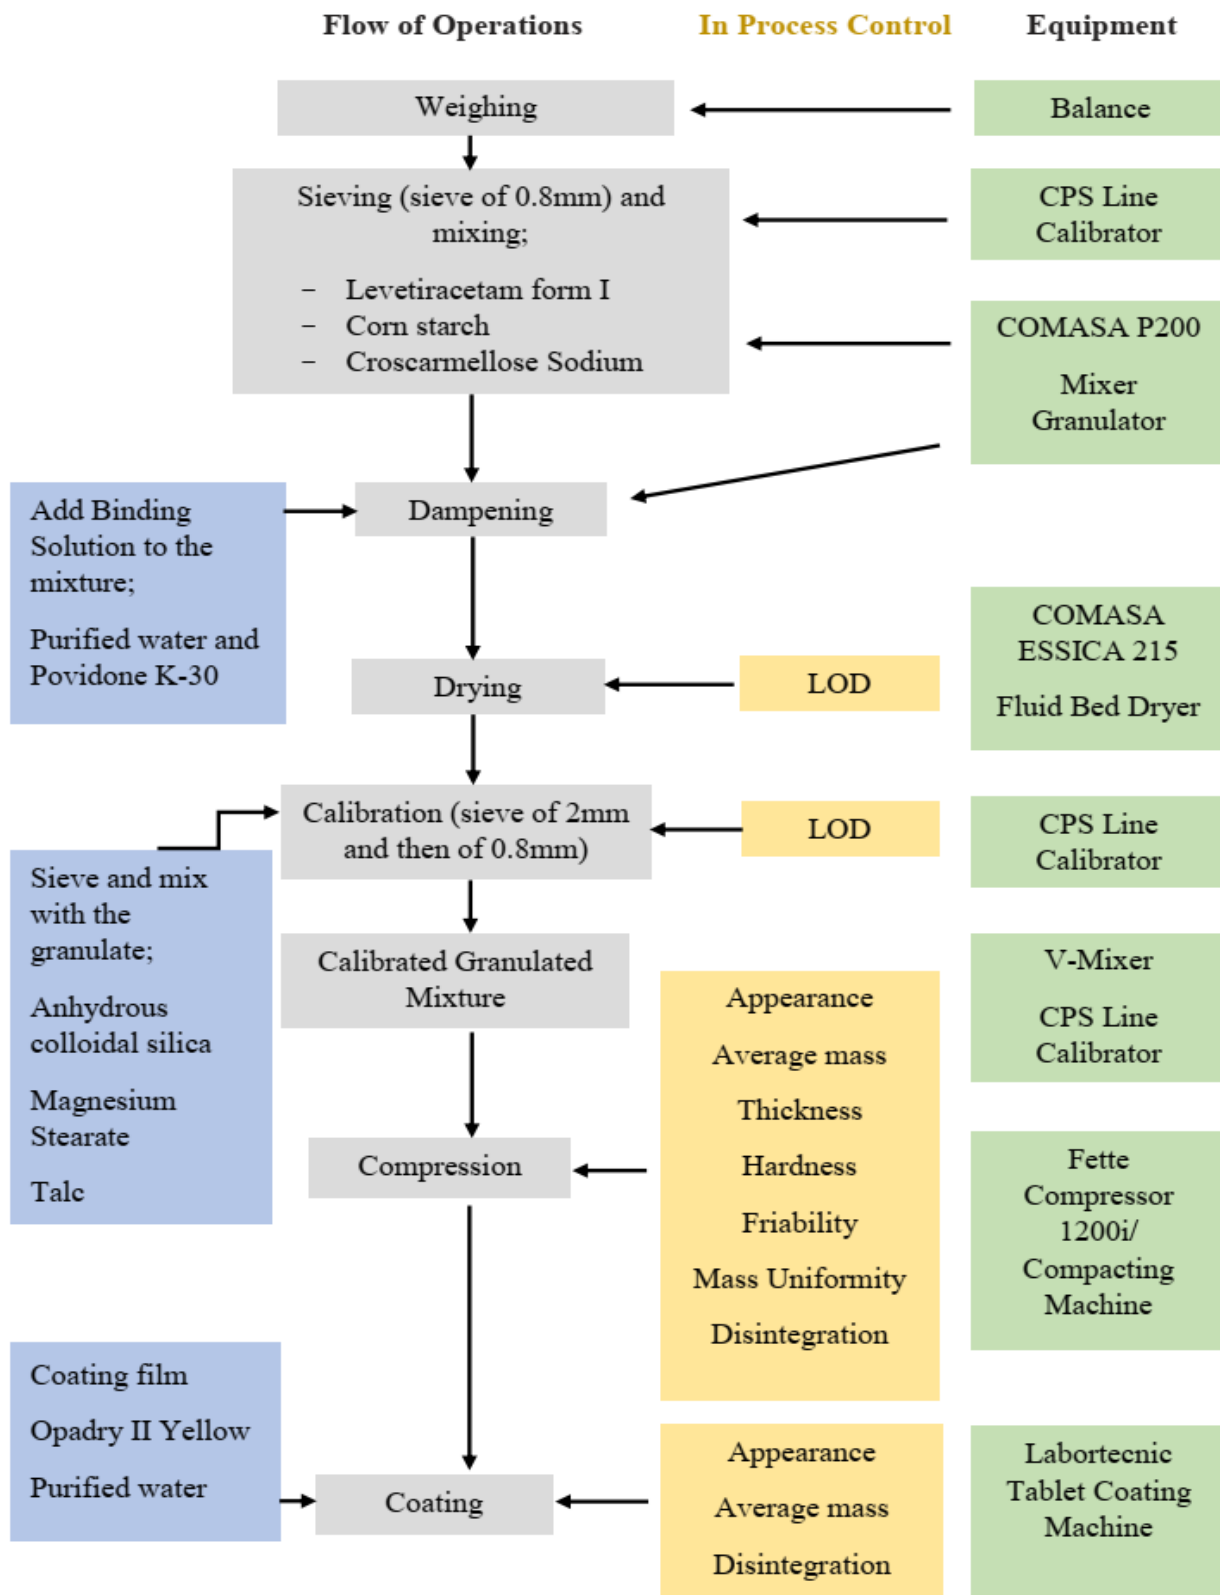 Flow of Operations
In Process Control
Equipment
Weighing
Balance
Sieving (sieve of 0.8mm) and
mixing;
− Levetiracetam form I
− Corn starch
− Croscarmellose Sodium
CPS Line
Calibrator
COMASA P200
Mixer
Granulator
Add Binding
Solution to the
mixture;
Purified water and
Povidone K-30
Dampening
Drying
LOD
COMASA
ESSICA 215
Fluid Bed Dryer
Calibration (sieve of 2mm
and then of 0.8mm)
LOD
CPS Line
Calibrator
Sieve and mix
with the
granulate;
Anhydrous
colloidal silica
Magnesium
Stearate
Talc
Calibrated Granulated
Mixture
V-Mixer
CPS Line
Calibrator
Compression
Appearance
Average mass
Thickness
Hardness
Friability
Mass Uniformity
Disintegration
Fette
Compressor
1200i/
Compacting
Machine
Coating film
Opadry II Yellow
Purified water
Coating
Appearance
Average mass
Disintegration
Labortecnic
Tablet Coating
Machine